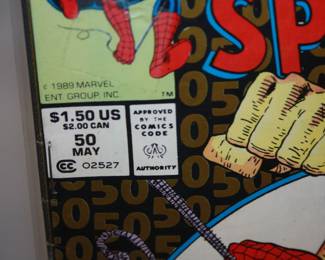 SP
© 1989 MARVEL
ENT. GROUP, INC.
TM
$1.50 US
$2.00 CAN
50
MAY
CC 02527
APPROVED
BY THE
COMICS
CODE
AUTHORITY